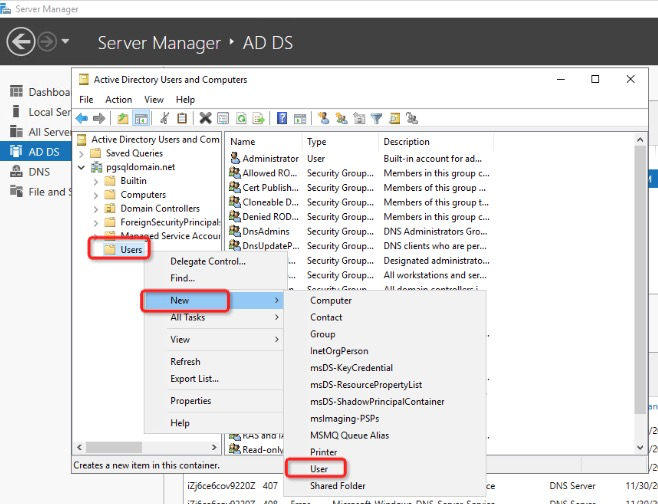 Server Manager
Server Manager • AD DS
Dashboa
Local Ser
All Server
AD DS
DNS
File and S
Active Directory Users and Computers
File Action View Help
Active Directory Users and Com
Saved Queries
pgsqldomain.net
Builtin
Computers
Domain Controllers
ForeignSecurityPrincipal:
Managed Service Accour
Users
Name Type Description
Administrator User Built-in account for ad...
Allowed RO... Security Group... Members in this group c...
Cert Publish... Security Group... Members of this group ...
Cloneable D... Security Group... Members of this group t...
Denied ROD... Security Group... Members in this group c...
DnsAdmins Security Group... DNS Administrators Gro...
DnsUpdateP... Security Group... DNS clients who are per...
Designated administrato...
All workstations and ser...
All domain controllers i...
Delegate Control...
Find...
New
All Tasks
View
Refresh
Export List...
Properties
Help
Computer
Contact
Group
InetOrgPerson
msDS-KeyCredential
msDS-ResourcePropertyList
msDS-ShadowPrincipalContainer
msImaging-PSPs
MSMQ Queue Alias
Printer
User
Shared Folder
RAS and IA
Read-only
Creates a new item in this container.
iZj6ce6cov9220Z 407
DNS Server 11/30/2
iZj6ce6cov9220Z 408 Error Microsoft-Windows-DNS-Server-Service DNS Server 11/30/2